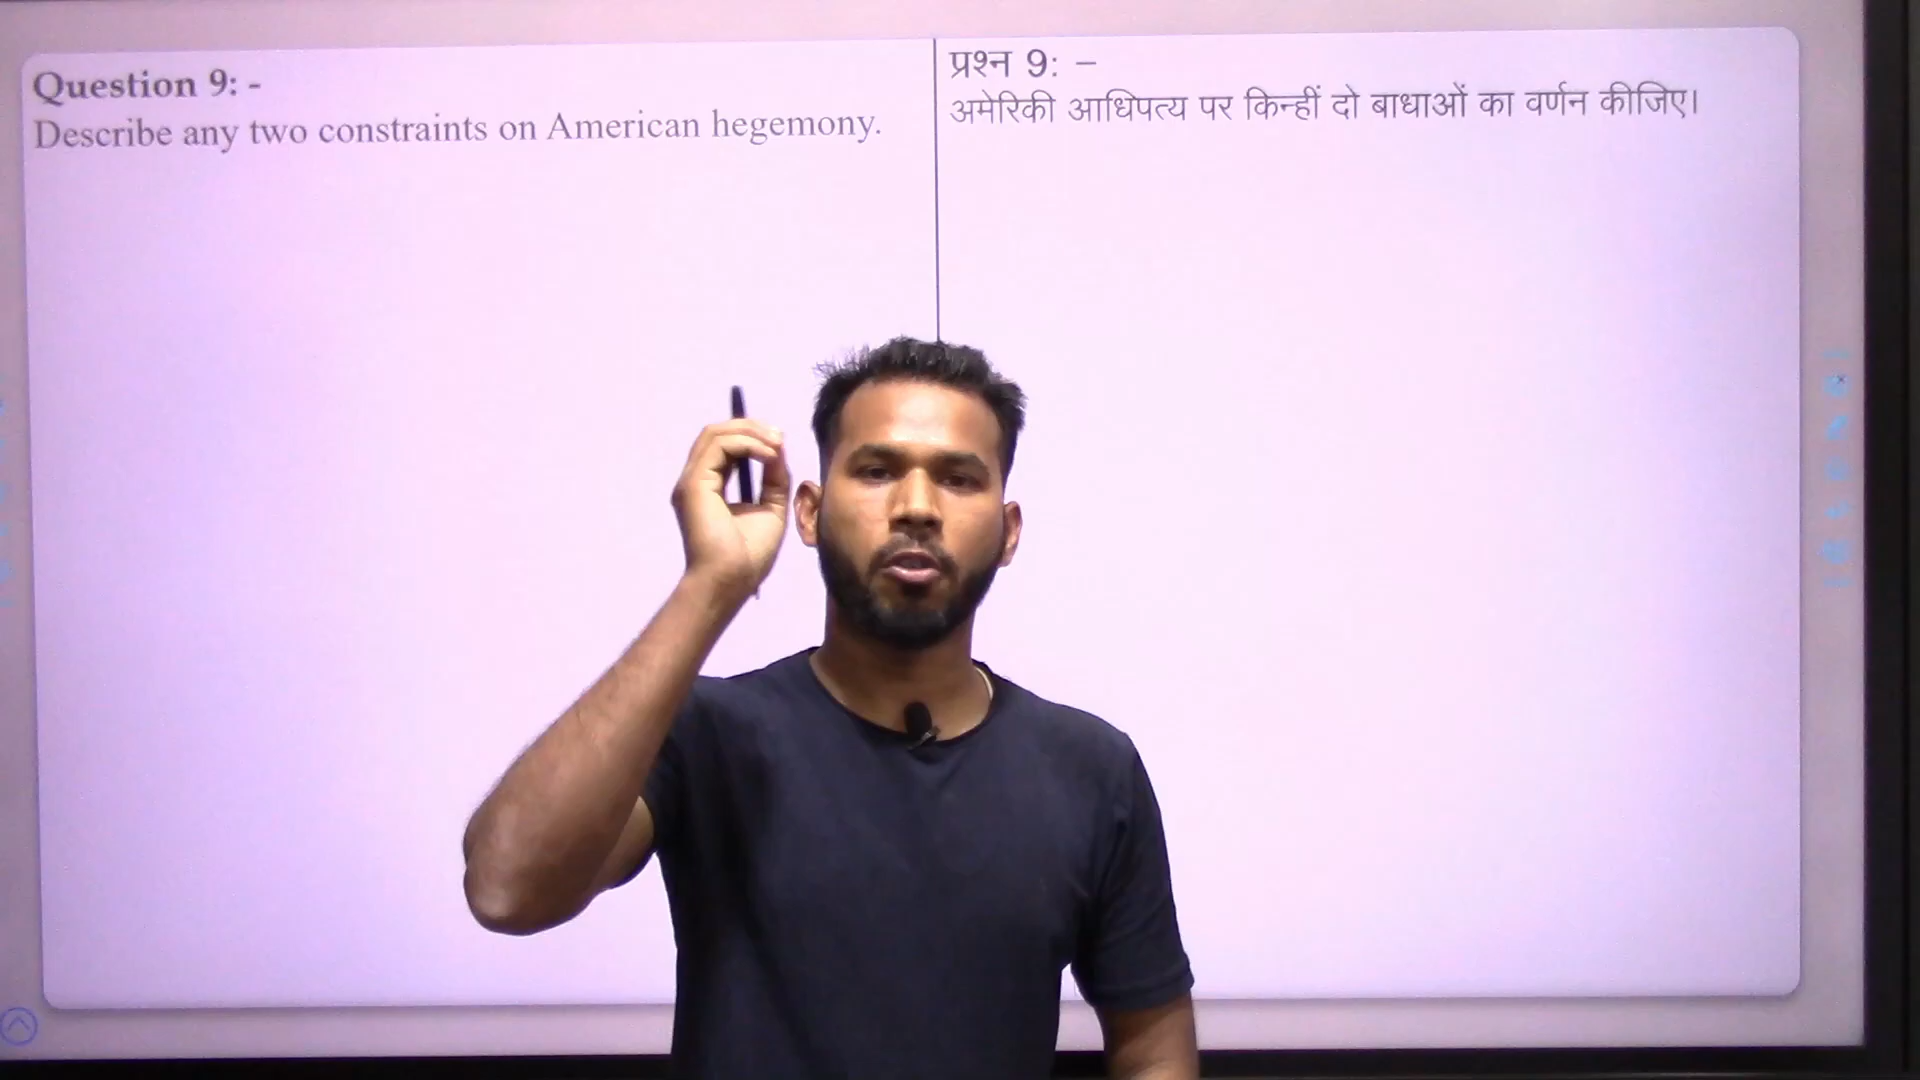 Question 9: -
Describe any two constraints on American hegemony.
प्रश्न 9: –
अमेरिकी आधिपत्य पर किन्हीं दो बाधाओं का वर्णन कीजिए।